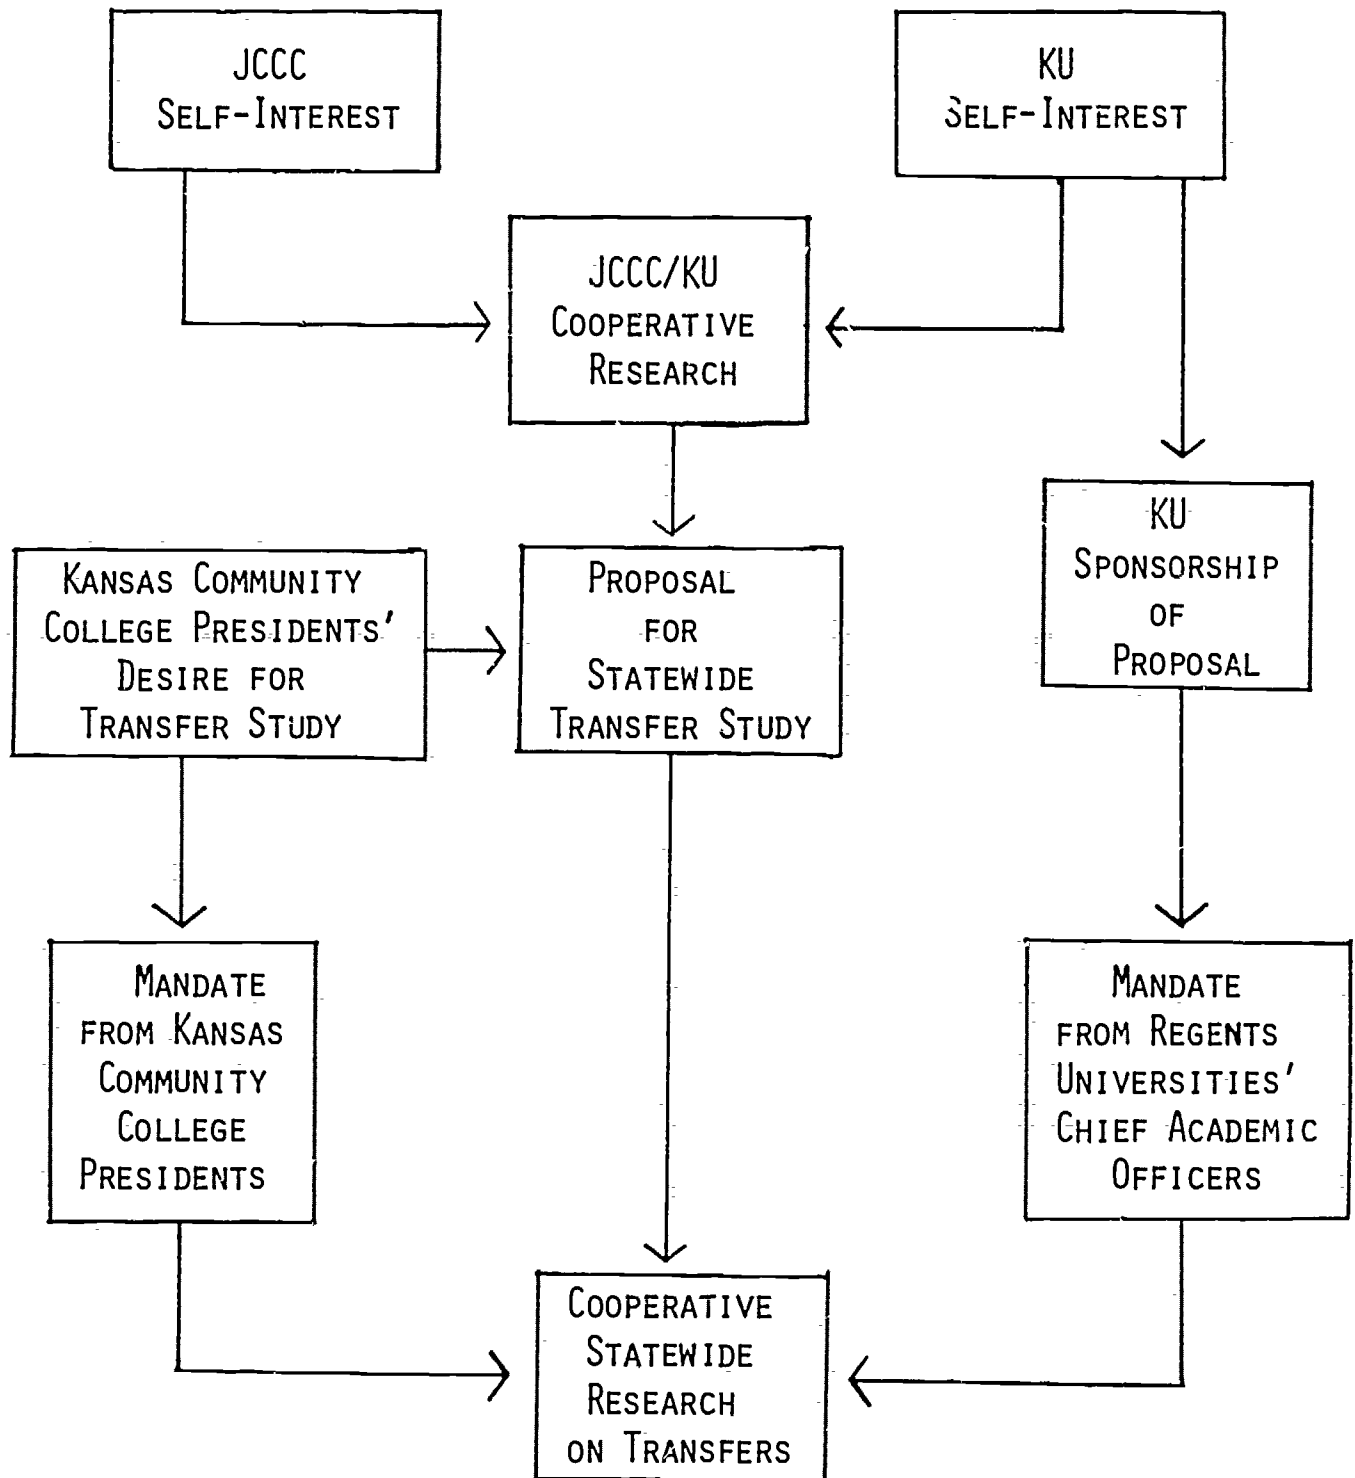 JCCC
SELF-INTEREST
KU
SELF-INTEREST
JCCC/KU
COOPERATIVE
RESEARCH
KU
SPONSORSHIP
OF
PROPOSAL
KANSAS COMMUNITY
COLLEGE PRESIDENTS'
DESIRE FOR
TRANSFER STUDY
PROPOSAL
FOR
STATEWIDE
TRANSFER STUDY
MANDATE
FROM KANSAS
COMMUNITY
COLLEGE
PRESIDENTS
MANDATE
FROM REGENTS
UNIVERSITIES'
CHIEF ACADEMIC
OFFICERS
COOPERATIVE
STATEWIDE
RESEARCH
ON TRANSFERS